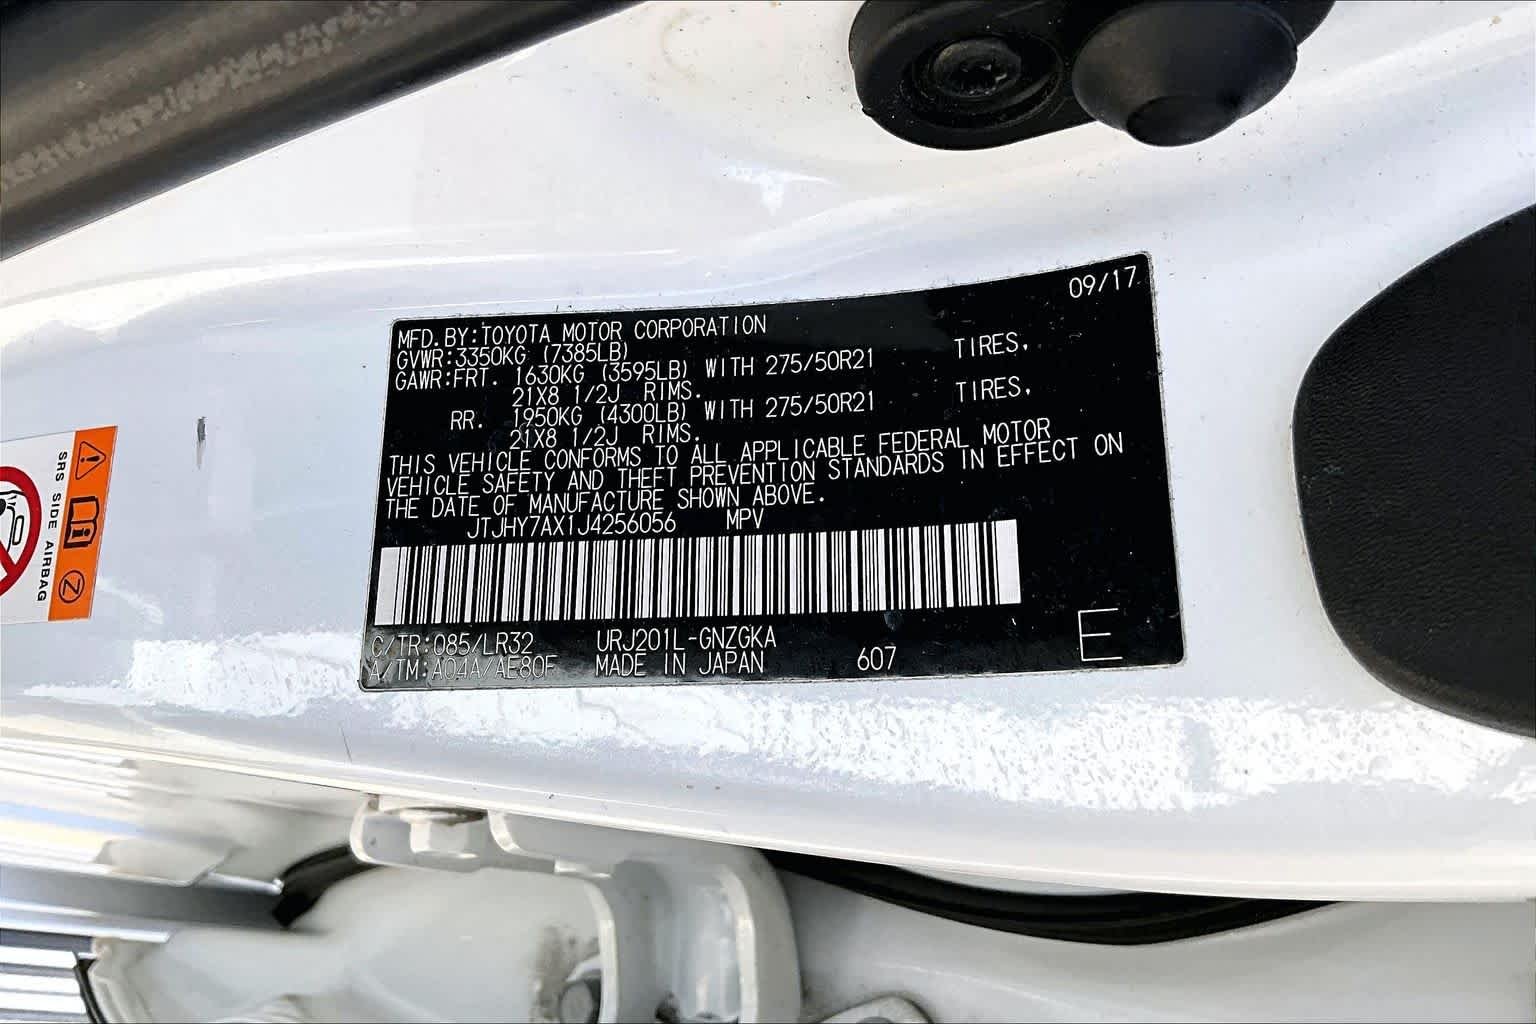 09/17
MFD. BY:TOYOTA MOTOR CORPORATION
GVWR:3350KG (7385LB)
GAWR:FRT. 1630KG (3595LB) WITH 275/50R21 TIRES,
21X8 1/2J RIMS.
RR. 1950KG (4300LB) WITH 275/50R21 TIRES,
21X8 1/2J RIMS.
THIS VEHICLE CONFORMS TO ALL APPLICABLE FEDERAL MOTOR
VEHICLE SAFETY AND THEFT PREVENTION STANDARDS IN EFFECT ON
THE DATE OF MANUFACTURE SHOWN ABOVE.
JTJHY7AX1J4256056 MPV
C/TR:085/LR32 URJ201L-GNZGKA
A/TM:A04A/AE80F MADE IN JAPAN 607
E
SRS SIDE AIRBAG
Z